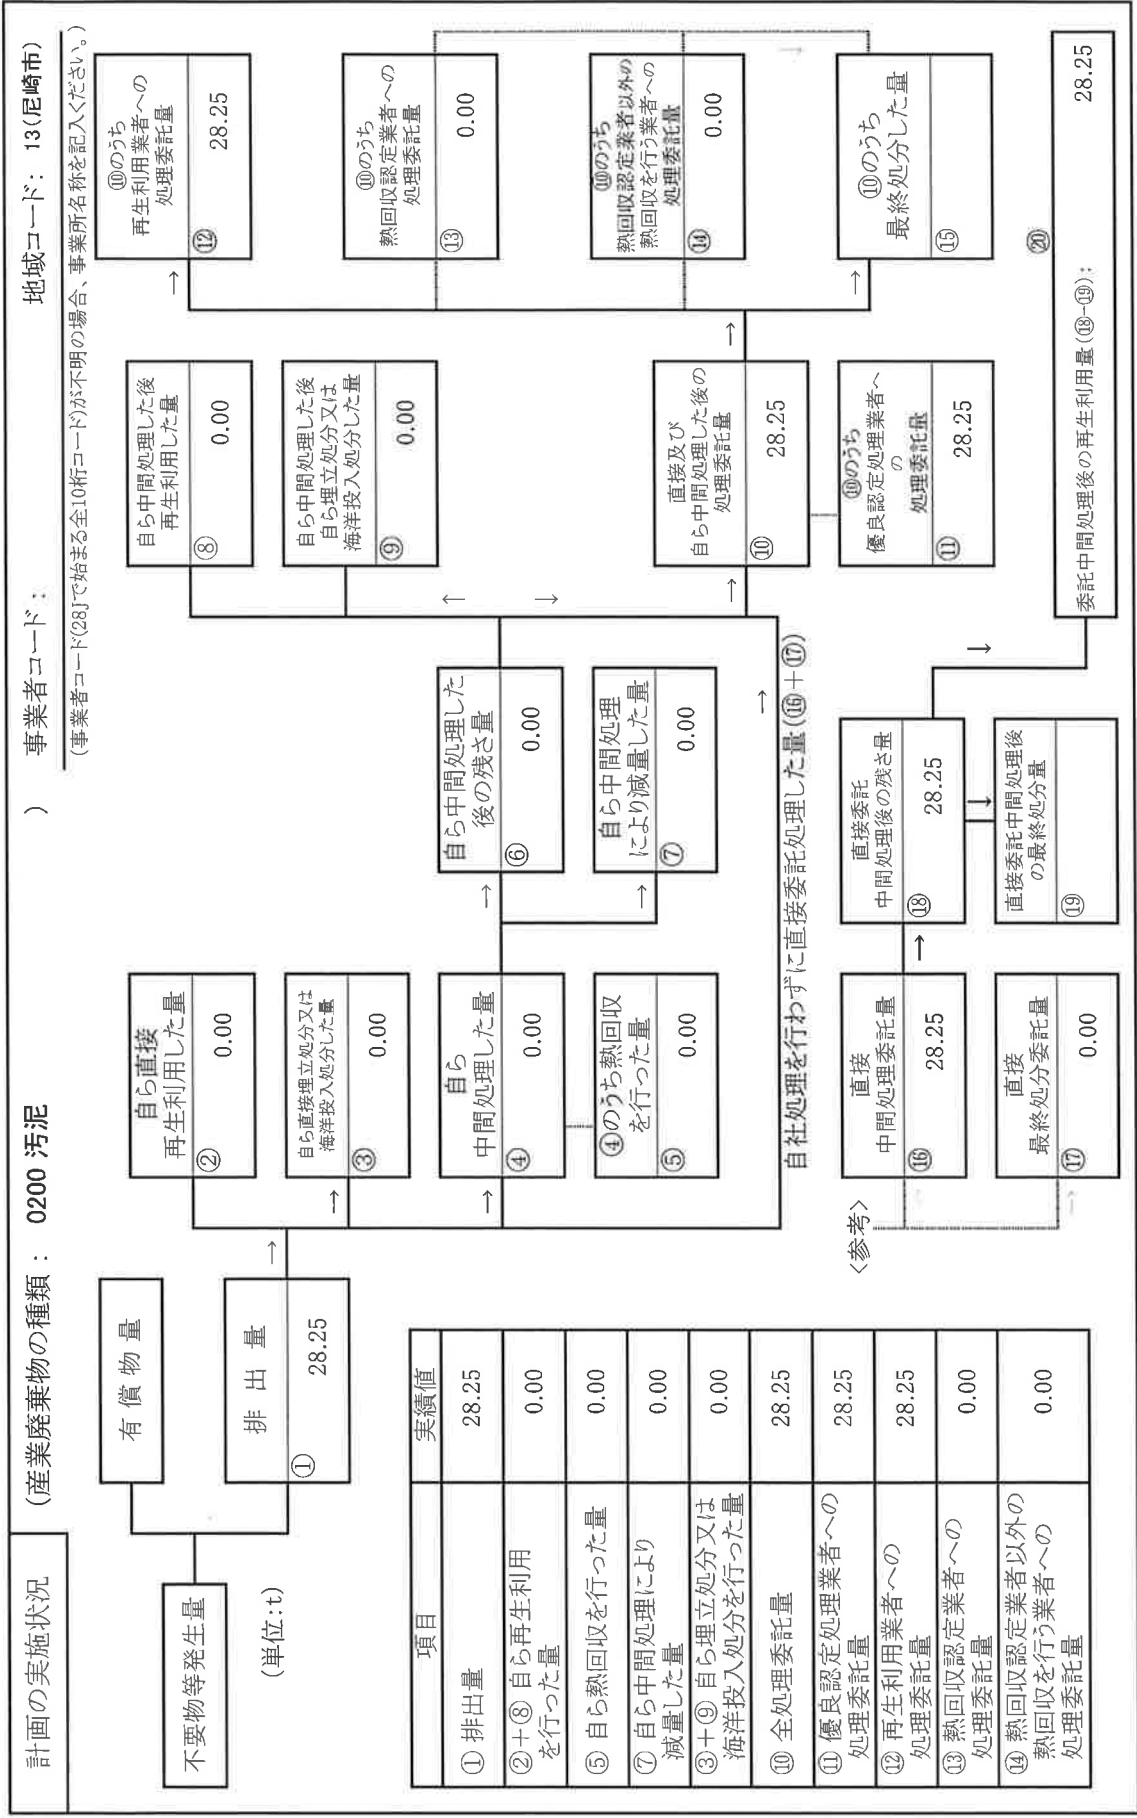 計画の実施状況
(産業廃棄物の種類： 0200 汚泥
)
事業者コード：
地域コード： 13(尼崎市)
(事業者コード(「28」で始まる全10桁コード)が不明の場合、事業所名称を記入ください。)
不要物等発生量
(単位:t)
有償物量
排出量
① 28.25
→
自ら直接
再生利用した量
② 0.00
自ら直接埋立処分又は
海洋投入処分した量
③ 0.00
→
自ら
中間処理した量
④ 0.00
→
④のうち熱回収
を行った量
⑤ 0.00
自ら中間処理した
後の残さ量
⑥ 0.00
→
自ら中間処理
により減量した量
⑦ 0.00
→
自ら中間処理した後
再生利用した量
⑧ 0.00
自ら中間処理した後
自ら埋立処分又は
海洋投入処分した量
⑨ 0.00
↑
↓
→
自社処理を行わずに直接委託処理した量(⑯+⑰)
直接及び
自ら中間処理した後の
処理委託量
⑩ 28.25
→
⑩のうち
優良認定処理業者へ
の
処理委託量
⑪ 28.25
→
⑩のうち
再生利用業者への
処理委託量
⑫ 28.25
→
⑩のうち
熱回収認定業者への
処理委託量
⑬ 0.00
⑩のうち
熱回収認定業者以外の
熱回収を行う業者への
処理委託量
⑭ 0.00
↓
⑩のうち
最終処分した量
⑮
→
<参考>
直接
中間処理委託量
⑯ 28.25
→
直接
最終処分委託量
⑰ 0.00
→
直接委託
中間処理後の残さ量
⑱ 28.25
→
↓
直接委託中間処理後
の最終処分量
⑲
↓
⑳
委託中間処理後の再生利用量(⑱-⑲)： 28.25
項目 実績値
① 排出量 28.25
②+⑧ 自ら再生利用
を行った量 0.00
⑤ 自ら熱回収を行った量 0.00
⑦ 自ら中間処理により
減量した量 0.00
③+⑨ 自ら埋立処分又は
海洋投入処分を行った量 0.00
⑩ 全処理委託量 28.25
⑪ 優良認定処理業者への
処理委託量 28.25
⑫ 再生利用業者への
処理委託量 28.25
⑬ 熱回収認定業者への
処理委託量 0.00
⑭ 熱回収認定業者以外の
熱回収を行う業者への
処理委託量 0.00